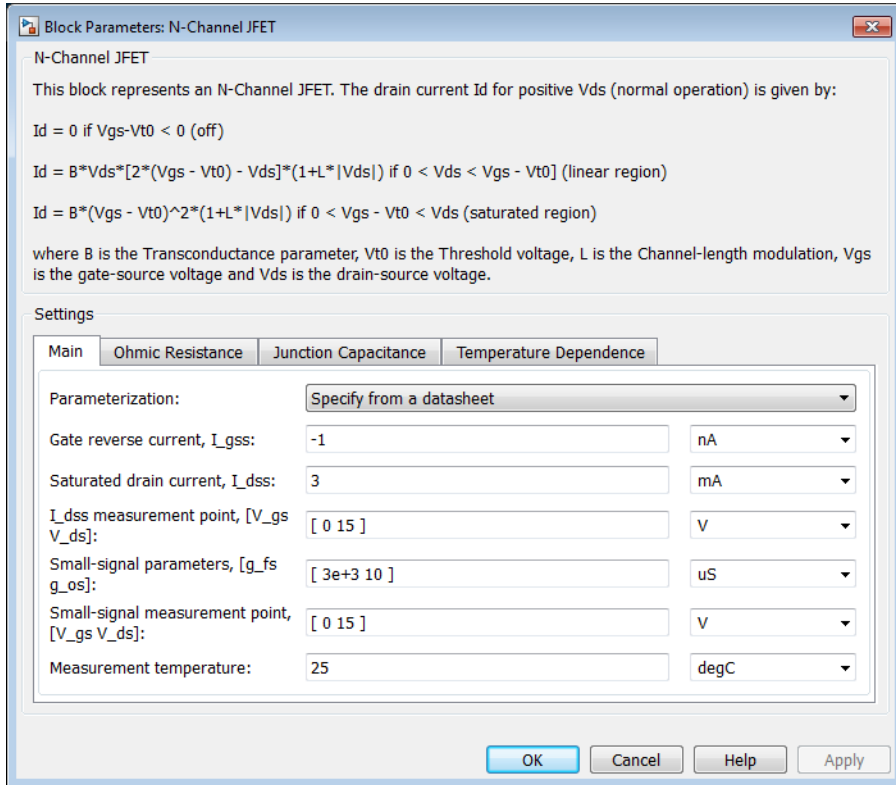 Block Parameters: N-Channel JFET
N-Channel JFET
This block represents an N-Channel JFET. The drain current Id for positive Vds (normal operation) is given by:
Id = 0 if Vgs-Vt0 < 0 (off)
Id = B*Vds*[2*(Vgs - Vt0) - Vds]*(1+L*|Vds|) if 0 < Vds < Vgs - Vt0] (linear region)
Id = B*(Vgs - Vt0)^2*(1+L*|Vds|) if 0 < Vgs - Vt0 < Vds (saturated region)
where B is the Transconductance parameter, Vt0 is the Threshold voltage, L is the Channel-length modulation, Vgs
is the gate-source voltage and Vds is the drain-source voltage.
Settings
Main Ohmic Resistance Junction Capacitance Temperature Dependence
Parameterization: Specify from a datasheet
Gate reverse current, I_gss: -1 nA
Saturated drain current, I_dss: 3 mA
I_dss measurement point, [V_gs
V_ds]: [ 0 15 ] V
Small-signal parameters, [g_fs
g_os]: [ 3e+3 10 ] uS
Small-signal measurement point,
[V_gs V_ds]: [ 0 15 ] V
Measurement temperature: 25 degC
OK Cancel Help Apply